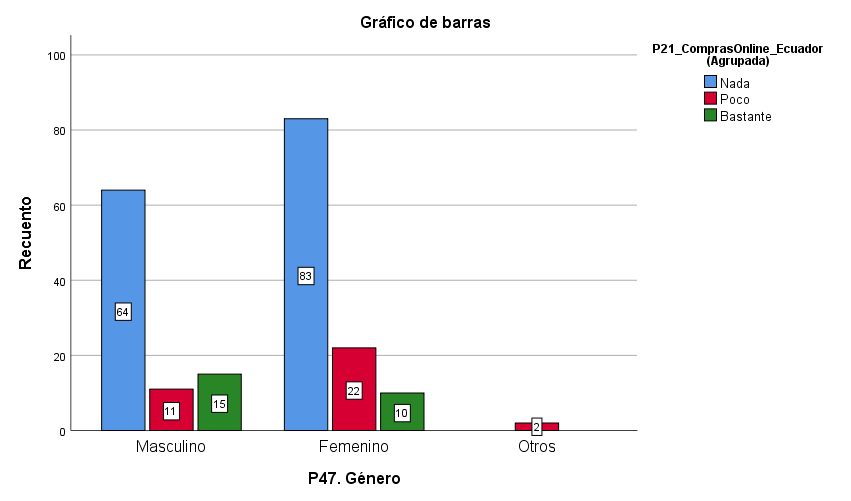 Gráfico de barras
P21_ComprasOnline_Ecuador
(Agrupada)
Nada
Poco
Bastante
Recuento
100
80
60
40
20
0
64
11
15
83
22
10
2
Masculino
Femenino
Otros
P47. Género